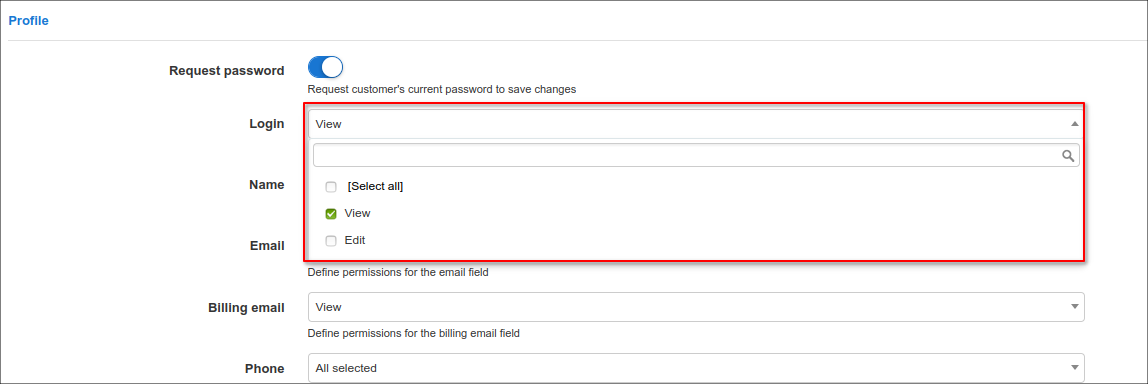 Profile
Request password
Request customer's current password to save changes
Login View
[Select all]
Name
View
Edit
Email
Define permissions for the email field
Billing email View
Define permissions for the billing email field
Phone All selected